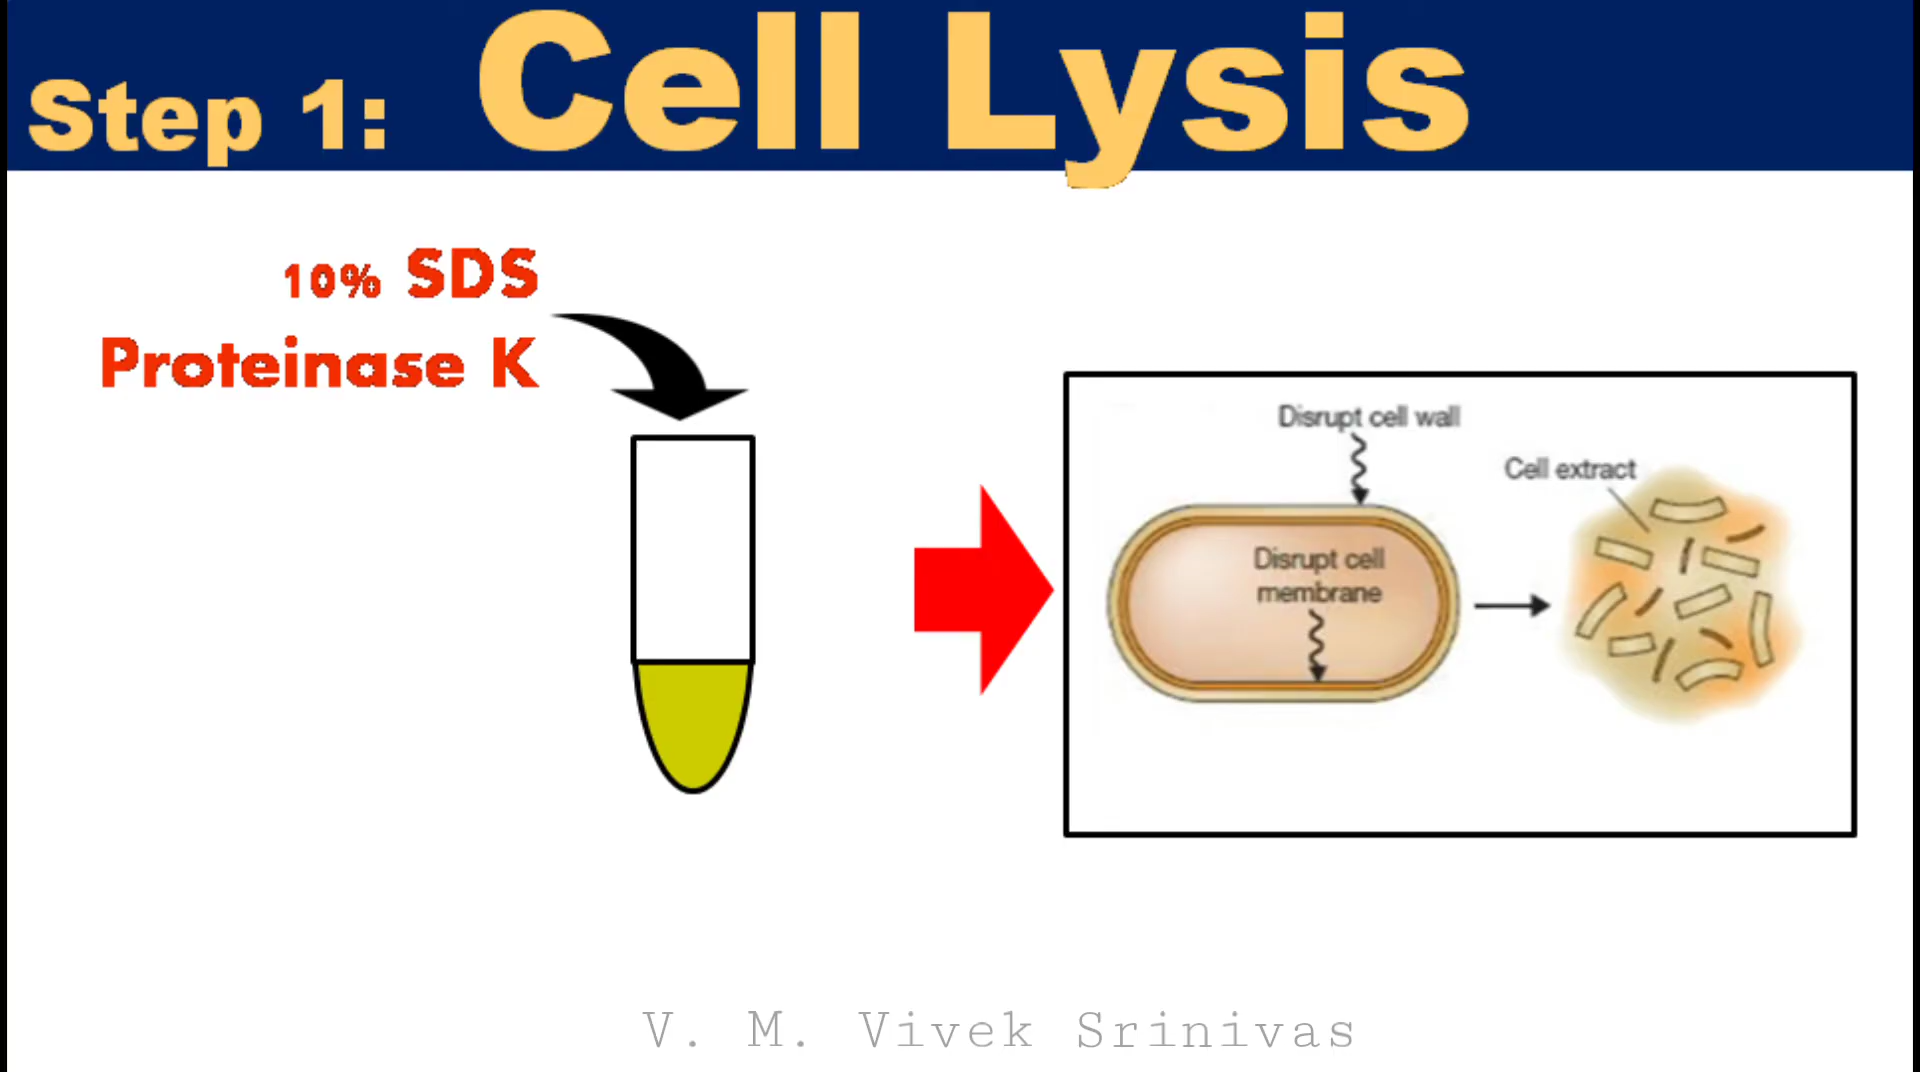 Step 1: Cell Lysis
10% SDS
Proteinase K
Disrupt cell wall
Cell extract
Disrupt cell
membrane
V. M. Vivek Srinivas